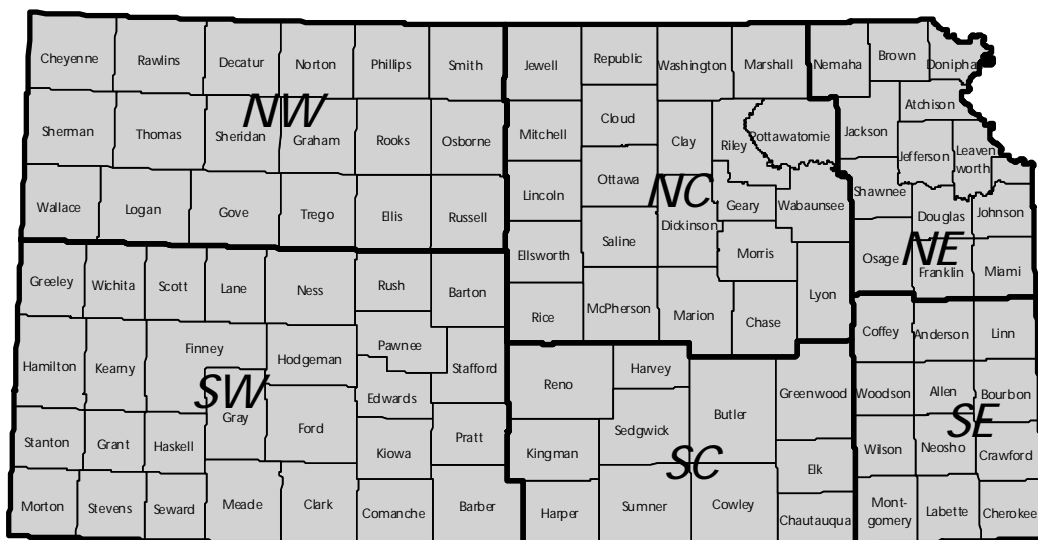 Cheyenne Rawlins Decatur Norton Phillips Smith Jewell Republic Washington Marshall Nemaha Brown Doniphan
NW
Sherman Thomas Sheridan Graham Rooks Osborne Mitchell Cloud Clay Riley Pottawatomie Jackson Atchison
Jefferson Leaven
worth
Wallace Logan Gove Trego Ellis Russell Lincoln Ottawa NC Geary Wabaunsee Shawnee Douglas Johnson
Dickinson
Saline
Ellsworth Morris Osage NE Franklin Miami
Greeley Wichita Scott Lane Ness Rush Barton Rice McPherson Marion Chase Lyon
Hamilton Kearny Finney Hodgeman Pawnee Stafford Reno Harvey Butler Greenwood Coffey Anderson Linn
SW
Edwards
Woodson Allen Bourbon
Stanton Grant Haskell Gray Ford Kiowa Pratt Kingman Sedgwick Elk Wilson Neosho SE
Crawford
SC
Morton Stevens Seward Meade Clark Comanche Barber Harper Sumner Cowley Chautauqua Mont-
gomery Labette Cherokee